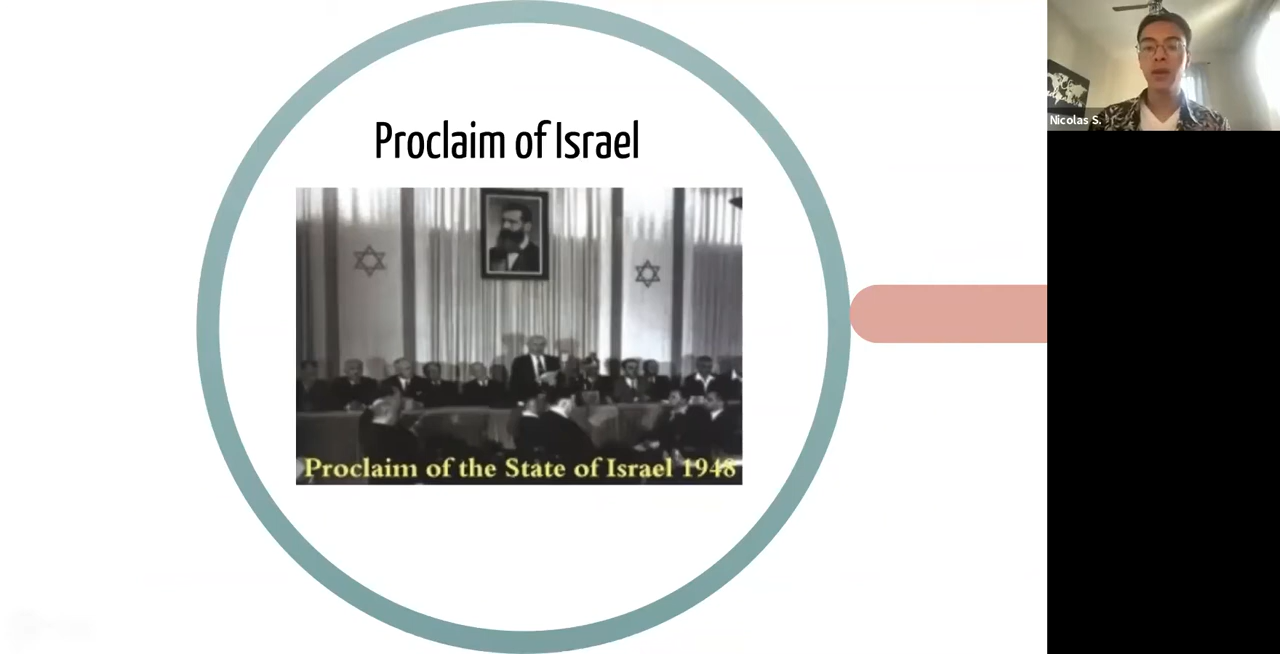 Proclaim of Israel
Proclaim of the State of Israel 1948
Nicolas S.